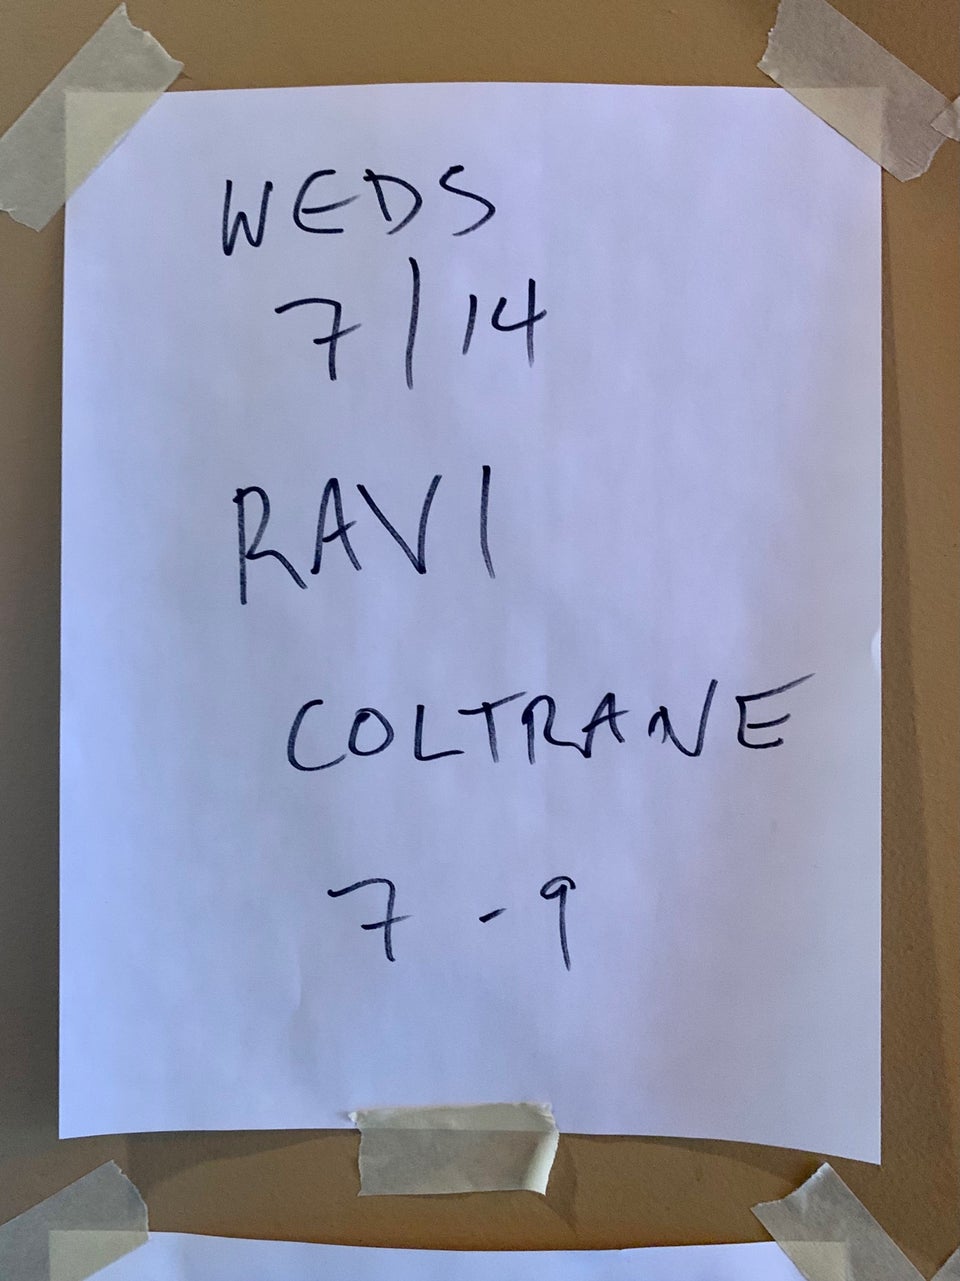 WEDS
7/14
RAVI
COLTRANE
7-9